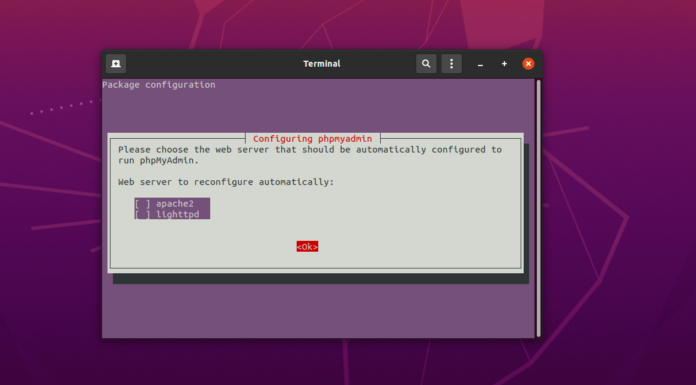 Terminal
Package configuration
Configuring phpmyadmin
Please choose the web server that should be automatically configured to
run phpMyAdmin.
Web server to reconfigure automatically:
[ ] apache2
[ ] lighttpd
<Ok>